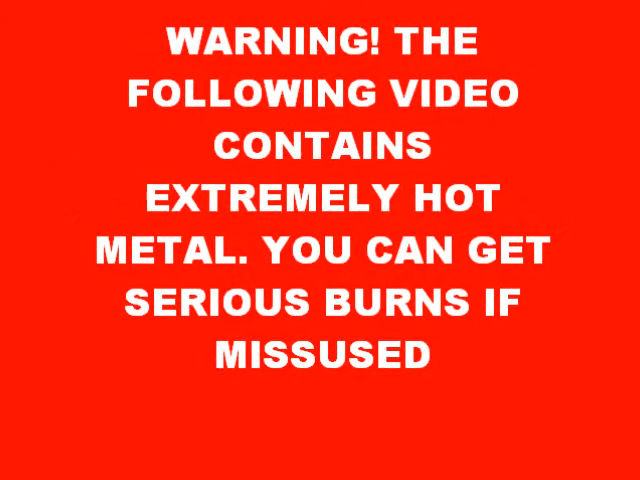 WARNING! THE
FOLLOWING VIDEO
CONTAINS
EXTREMELY HOT
METAL. YOU CAN GET
SERIOUS BURNS IF
MISSUSED